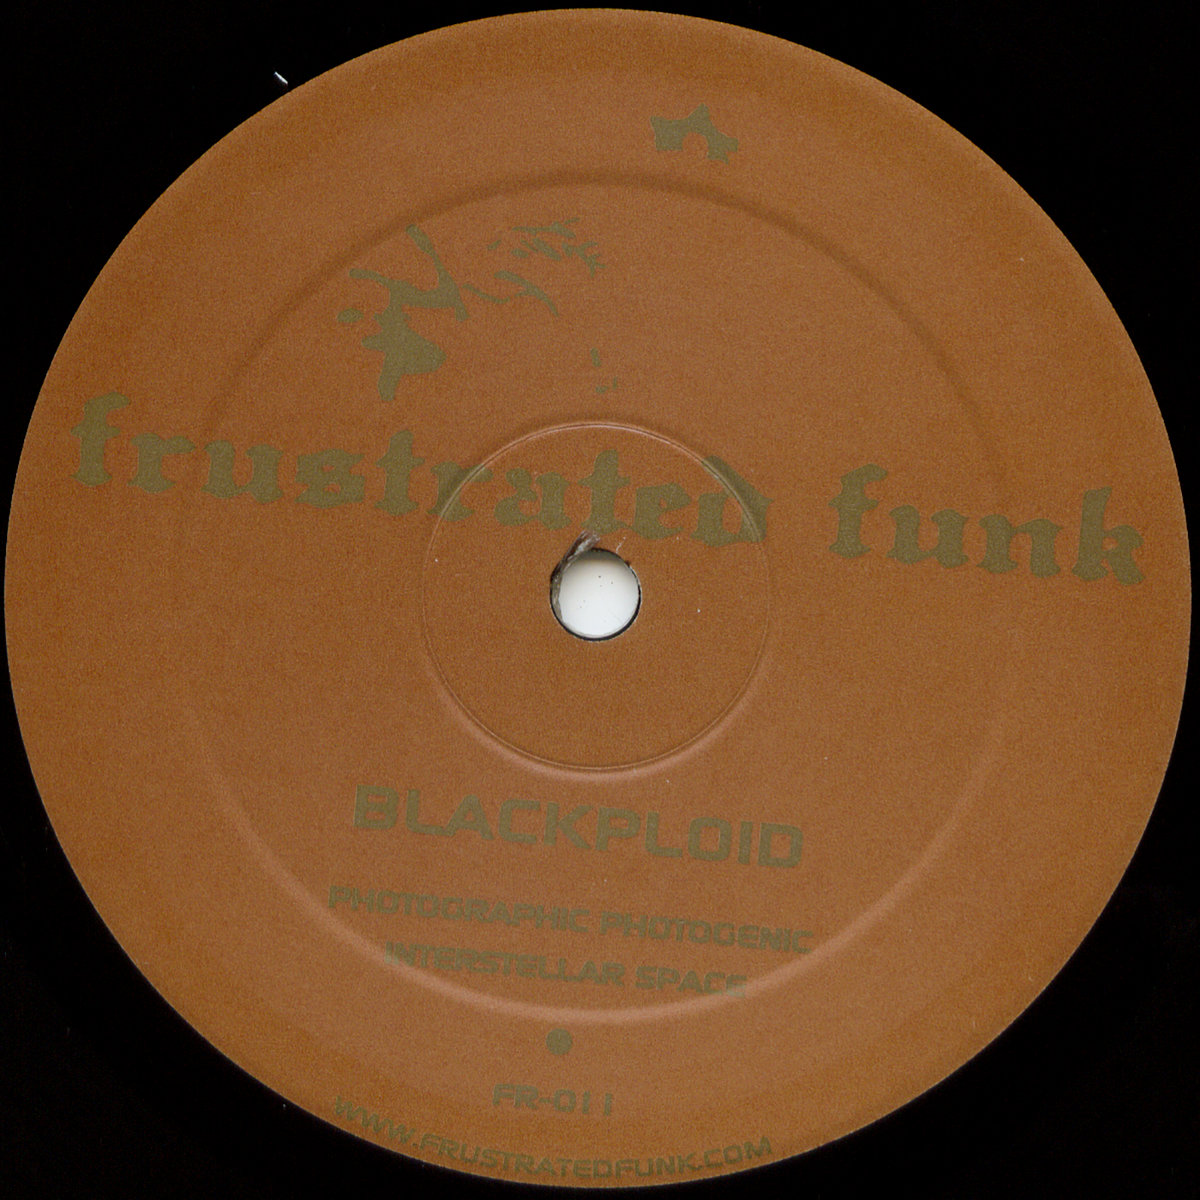 frustrated funk
BLACKPLOID
PHOTOGRAPHIC PHOTOGENIC
INTERSTELLAR SPACE
FR-011
WWW.FRUSTRATEDFUNK.COM